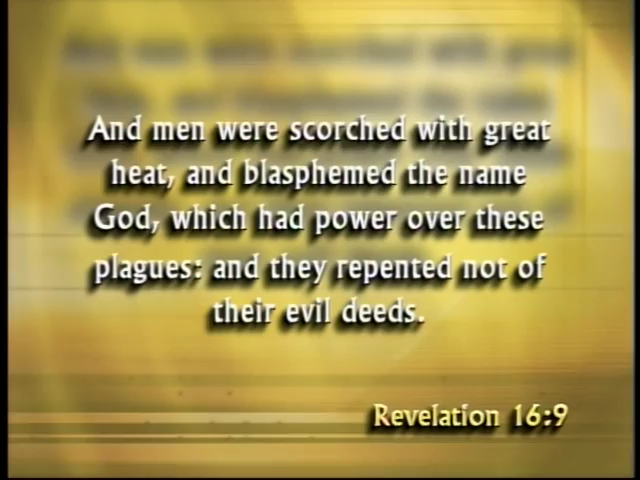 And men were scorched with great
heat, and blasphemed the name
God, which had power over these
plagues: and they repented not of
their evil deeds.
Revelation 16:9